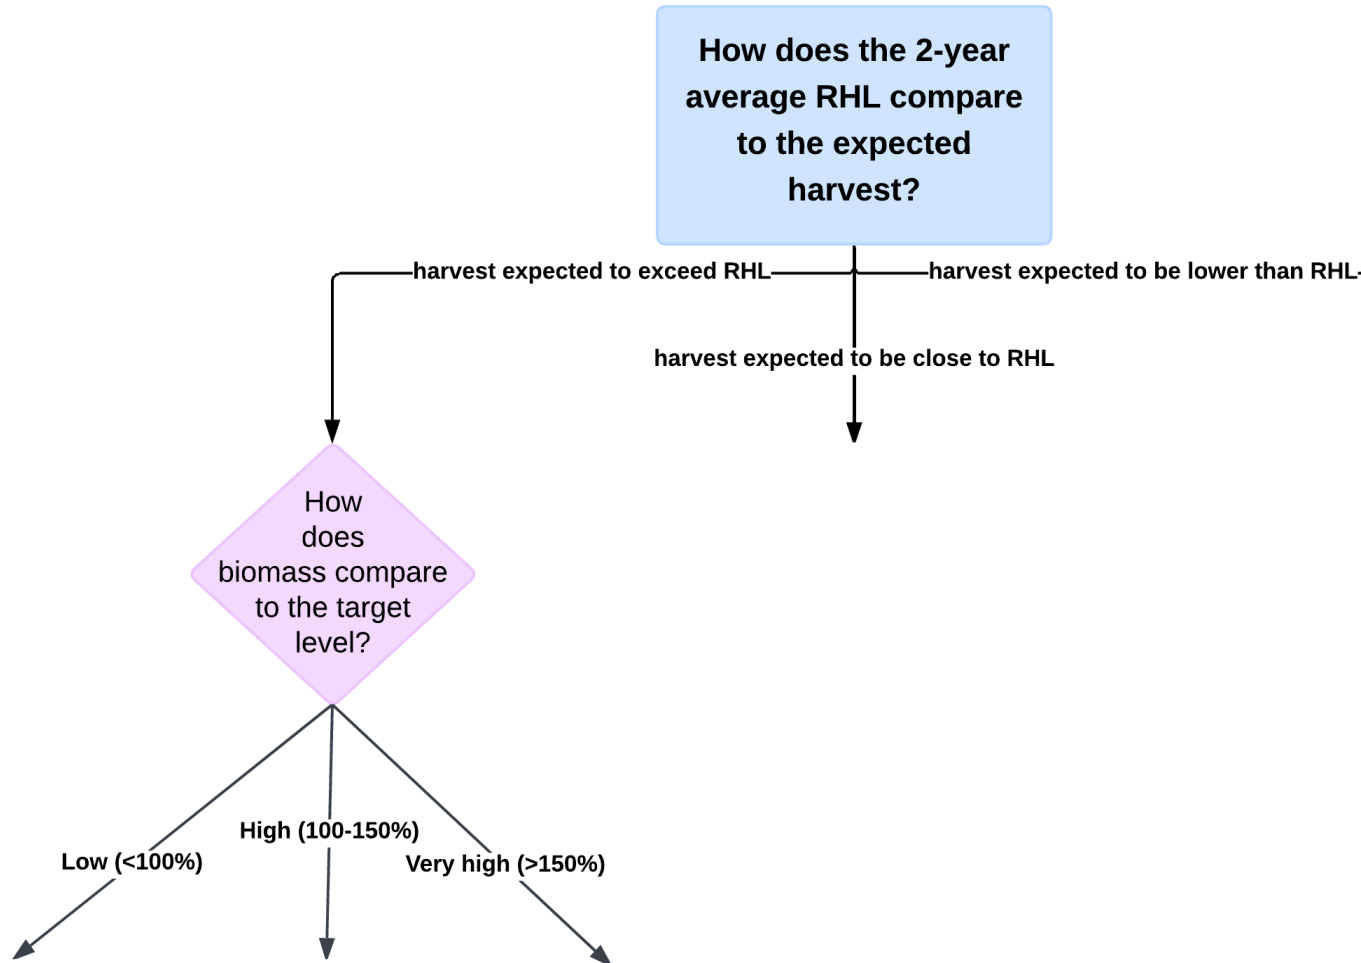 How does the 2-year
average RHL compare
to the expected
harvest?
harvest expected to exceed RHL
harvest expected to be lower than RHL
harvest expected to be close to RHL
How
does
biomass compare
to the target
level?
High (100-150%)
Low (<100%)
Very high (>150%)